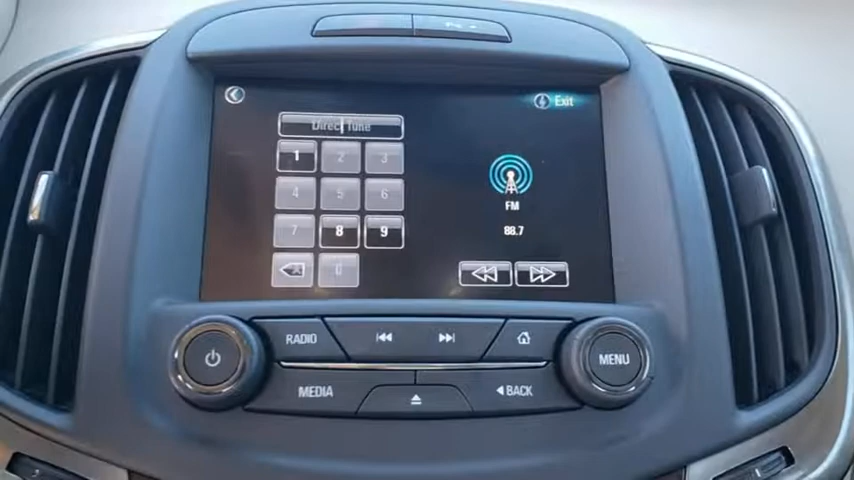 Exit
Direct Tune
1 2 3
4 5 6
7 8 9
0
FM
88.7
RADIO
MENU
MEDIA
BACK